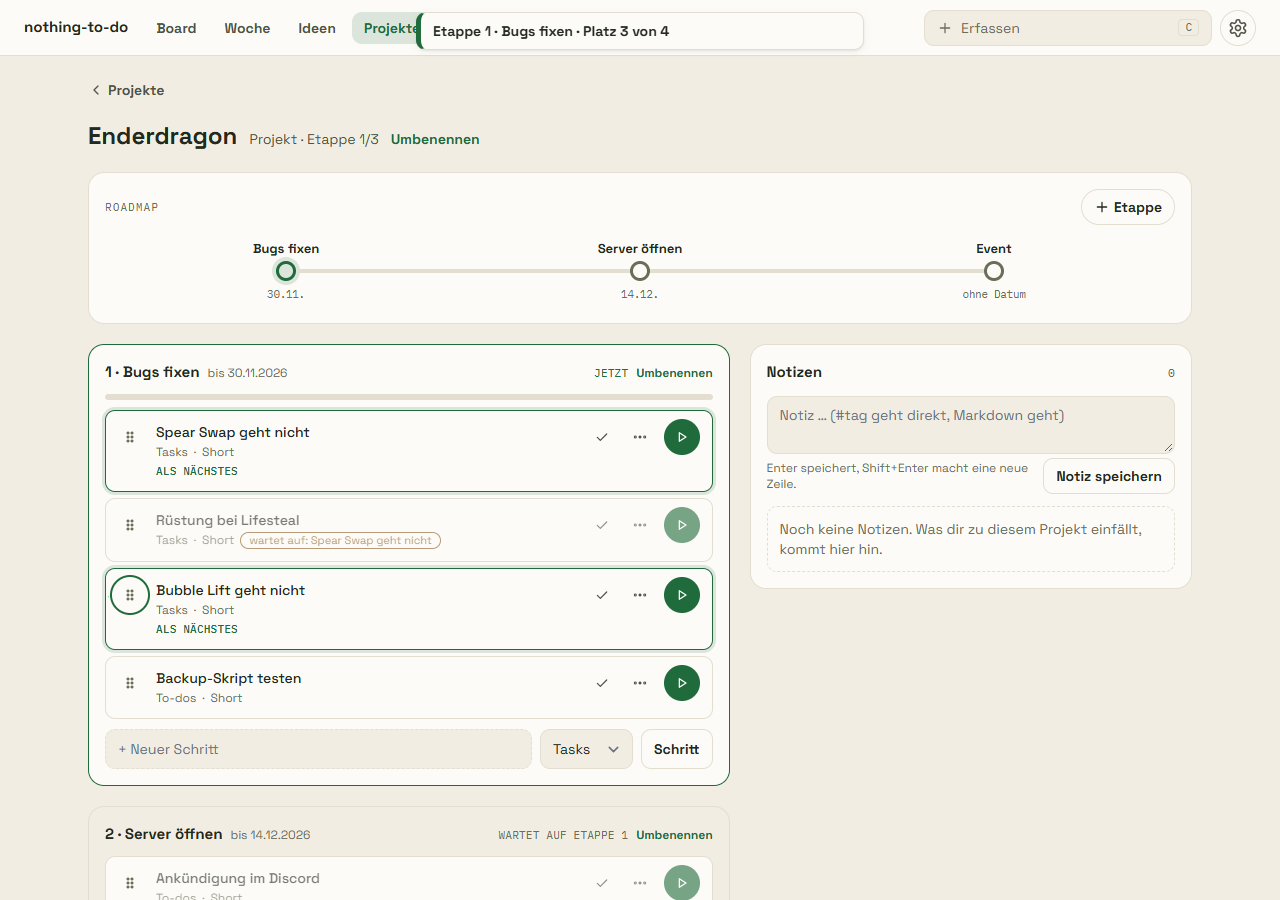 nothing-to-do
Board
Woche
Ideen
Projekte
Etappe 1 · Bugs fixen · Platz 3 von 4
Erfassen
C
Projekte
Enderdragon
Projekt · Etappe 1/3
Umbenennen
ROADMAP
+ Etappe
Bugs fixen
Server öffnen
Event
30.11.
14.12.
ohne Datum
1 · Bugs fixen
bis 30.11.2026
JETZT
Umbenennen
Spear Swap geht nicht
Tasks · Short
ALS NÄCHSTES
Rüstung bei Lifesteal
Tasks · Short
wartet auf: Spear Swap geht nicht
Bubble Lift geht nicht
Tasks · Short
ALS NÄCHSTES
Backup-Skript testen
To-dos · Short
+ Neuer Schritt
Tasks
Schritt
2 · Server öffnen
bis 14.12.2026
WARTET AUF ETAPPE 1
Umbenennen
Ankündigung im Discord
To-dos · Short
Notizen
0
Notiz … (#tag geht direkt, Markdown geht)
Enter speichert, Shift+Enter macht eine neue
Zeile.
Notiz speichern
Noch keine Notizen. Was dir zu diesem Projekt einfällt,
kommt hier hin.